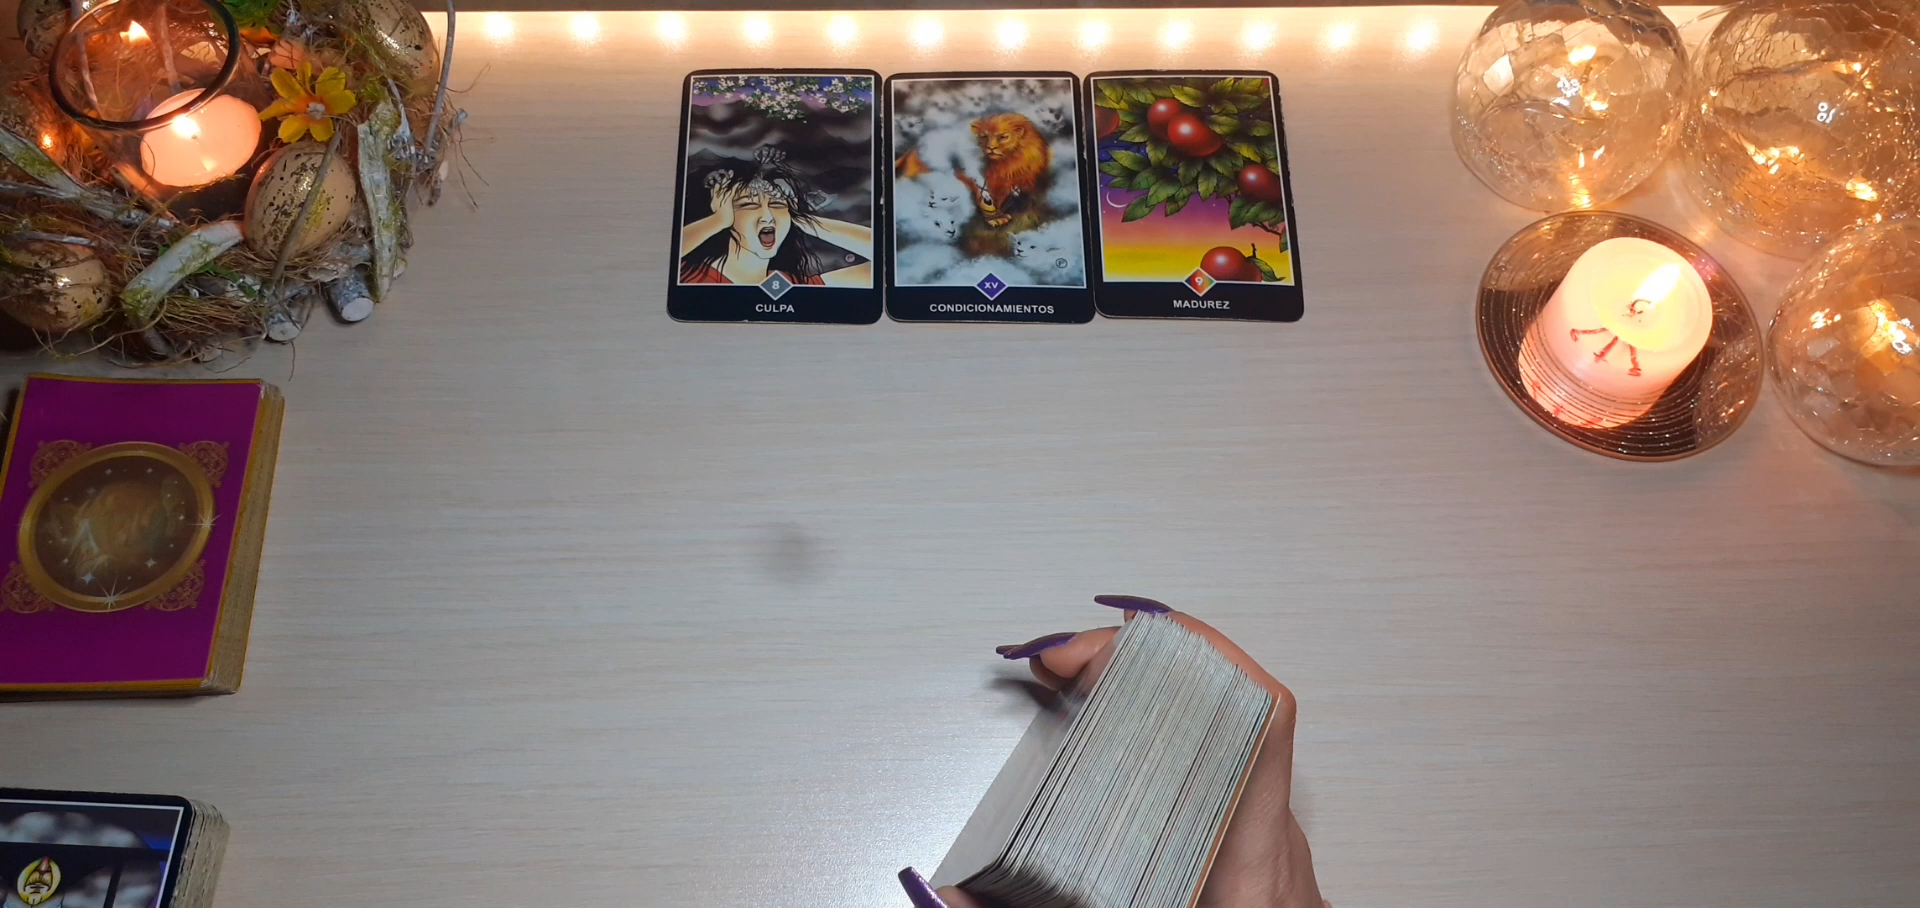 8
CULPA
XV
CONDICIONAMIENTOS
9
MADUREZ